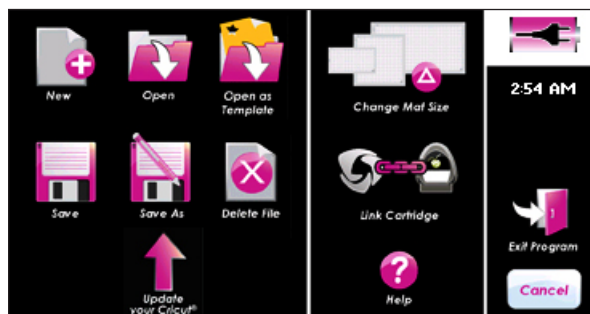 New
Open
Open as
Template
Save
Save As
Delete File
Update
your Cricut®
Change Mat Size
Link Cartridge
?
Help
2:54 AM
Exit Program
Cancel